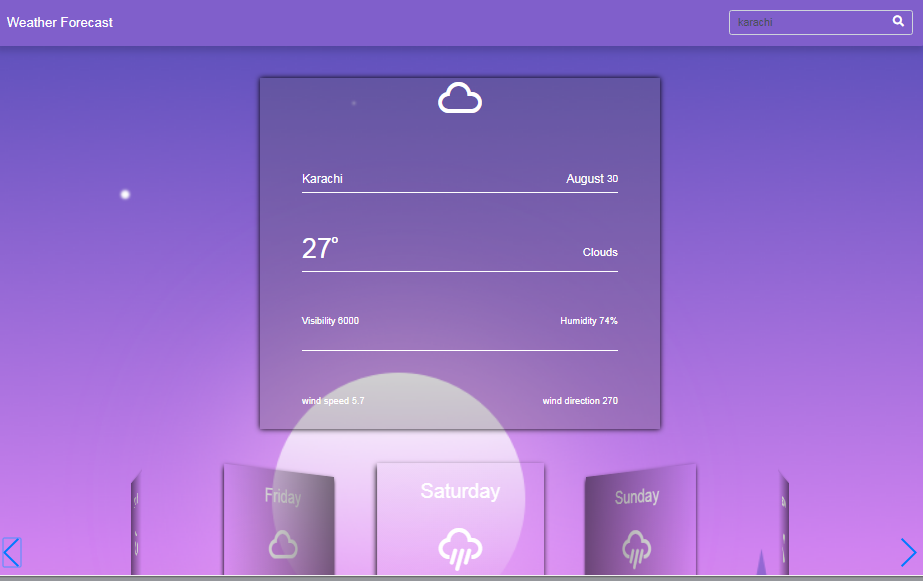 Weather Forecast
karachi
Karachi August 30
27° Clouds
Visibility 6000 Humidity 74%
wind speed 5.7 wind direction 270
Friday Saturday Sunday